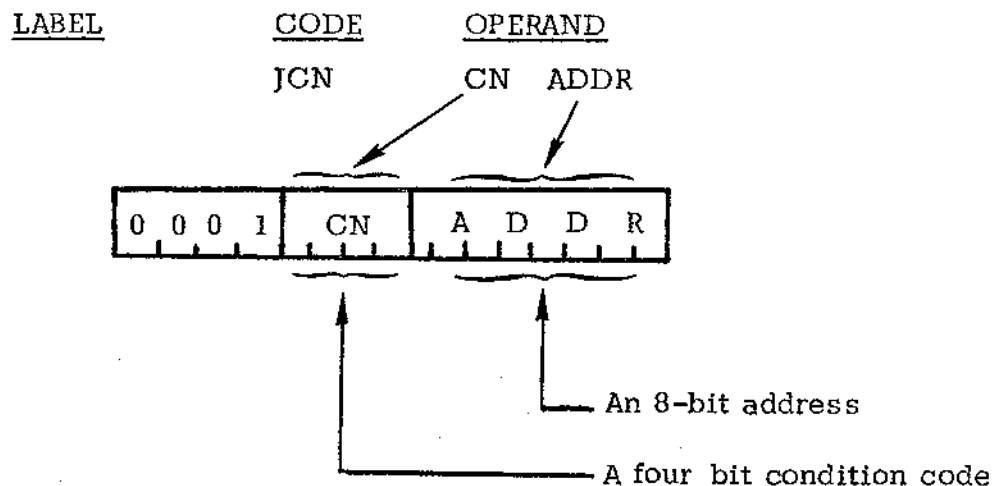 LABEL CODE OPERAND
JCN CN ADDR
0 0 0 1 CN A D D R
An 8-bit address
A four bit condition code